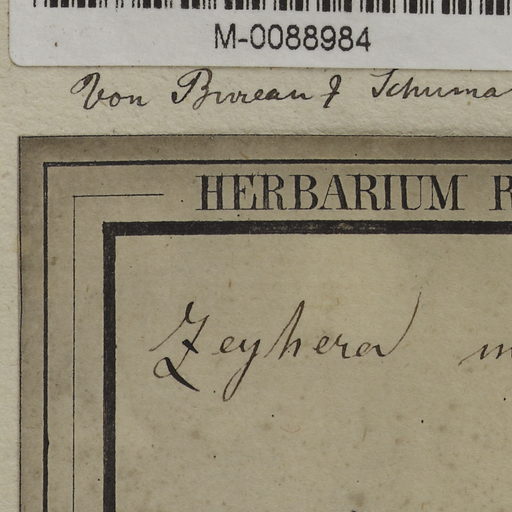 M-0088984
Von Bureau & Schuma
HERBARIUM R
Zeyhera m